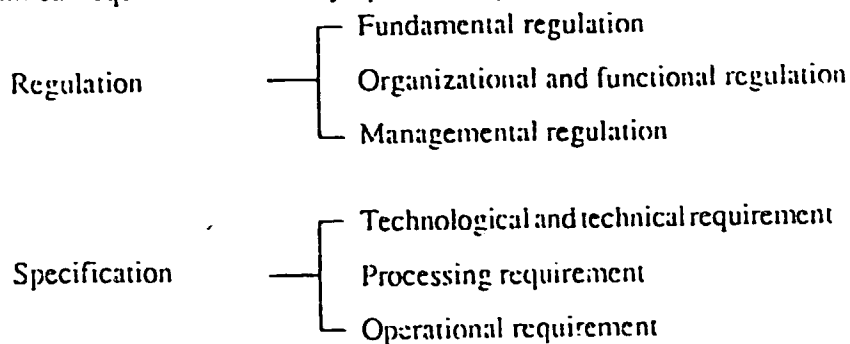 Fundamental regulation
Regulation
Organizational and functional regulation
Managemental regulation
Technological and technical requirement
Specification
Processing requirement
Operational requirement